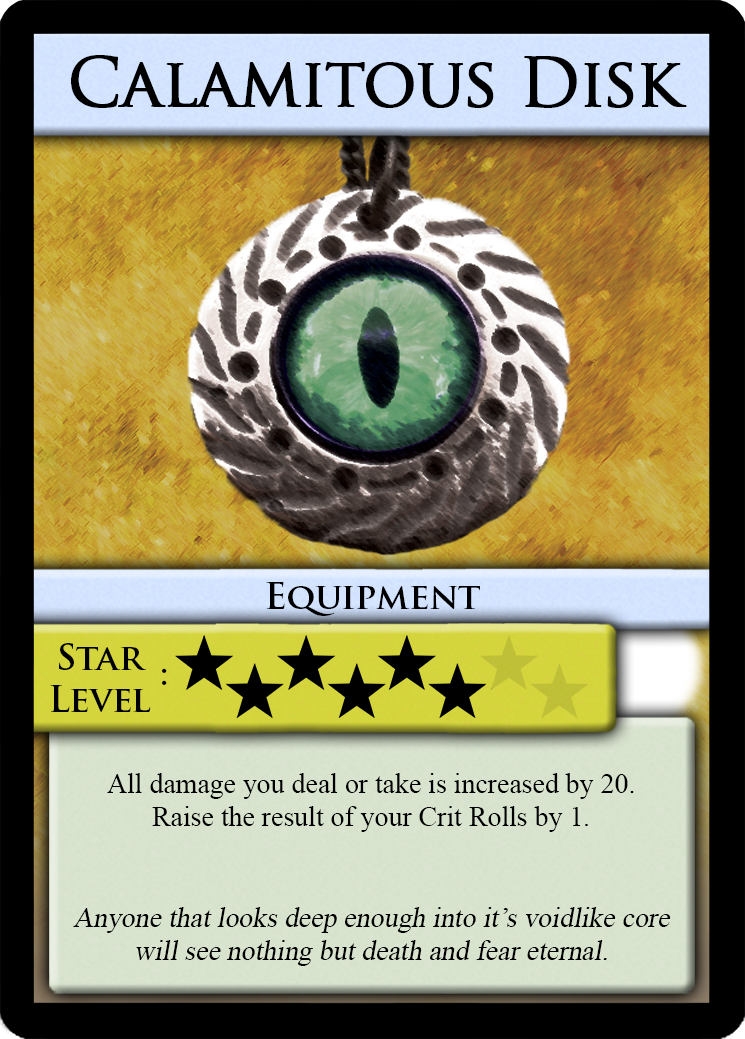 Calamitous Disk
Equipment
Star
Level :
All damage you deal or take is increased by 20.
Raise the result of your Crit Rolls by 1.
Anyone that looks deep enough into it's voidlike core
will see nothing but death and fear eternal.